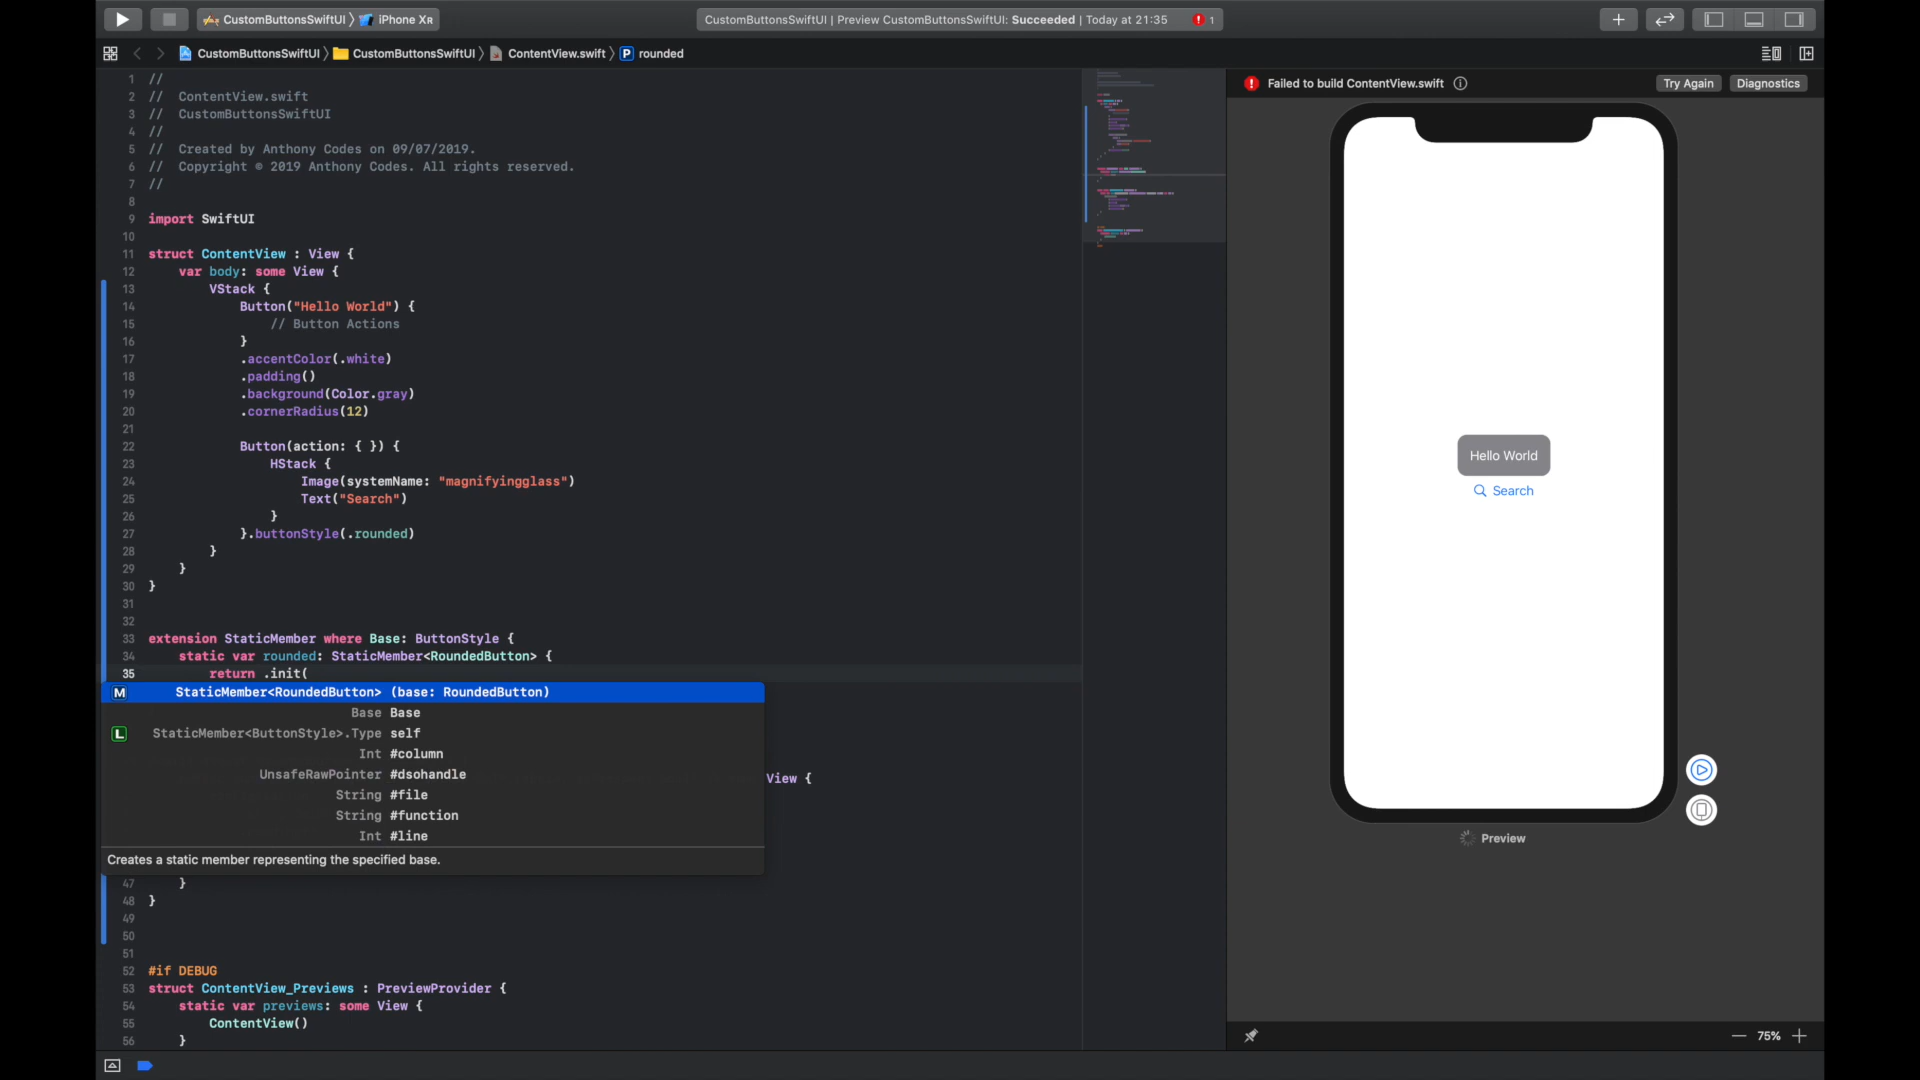 CustomButtonsSwiftUI 〉 iPhone XR
CustomButtonsSwiftUI | Preview CustomButtonsSwiftUI: Succeeded | Today at 21:35
1
CustomButtonsSwiftUI 〉 CustomButtonsSwiftUI 〉 ContentView.swift 〉 P rounded
Failed to build ContentView.swift
Try Again
Diagnostics
1 //
2 //  ContentView.swift
3 //  CustomButtonsSwiftUI
4 //
5 //  Created by Anthony Codes on 09/07/2019.
6 //  Copyright © 2019 Anthony Codes. All rights reserved.
7 //
8
9 import SwiftUI
10
11 struct ContentView : View {
12     var body: some View {
13         VStack {
14             Button("Hello World") {
15                 // Button Actions
16             }
17             .accentColor(.white)
18             .padding()
19             .background(Color.gray)
20             .cornerRadius(12)
21
22             Button(action: { }) {
23                 HStack {
24                     Image(systemName: "magnifyingglass")
25                     Text("Search")
26                 }
27             }.buttonStyle(.rounded)
28         }
29     }
30 }
31
32
33 extension StaticMember where Base: ButtonStyle {
34     static var rounded: StaticMember<RoundedButton> {
35         return .init(
M StaticMember<RoundedButton> (base: RoundedButton)
Base Base
L StaticMember<ButtonStyle>.Type self
Int #column
UnsafeRawPointer #dsohandle
View {
String #file
String #function
Int #line
Creates a static member representing the specified base.
47     }
48 }
49
50
51
52 #if DEBUG
53 struct ContentView_Previews : PreviewProvider {
54     static var previews: some View {
55         ContentView()
56     }
Hello World
Search
Preview
75%